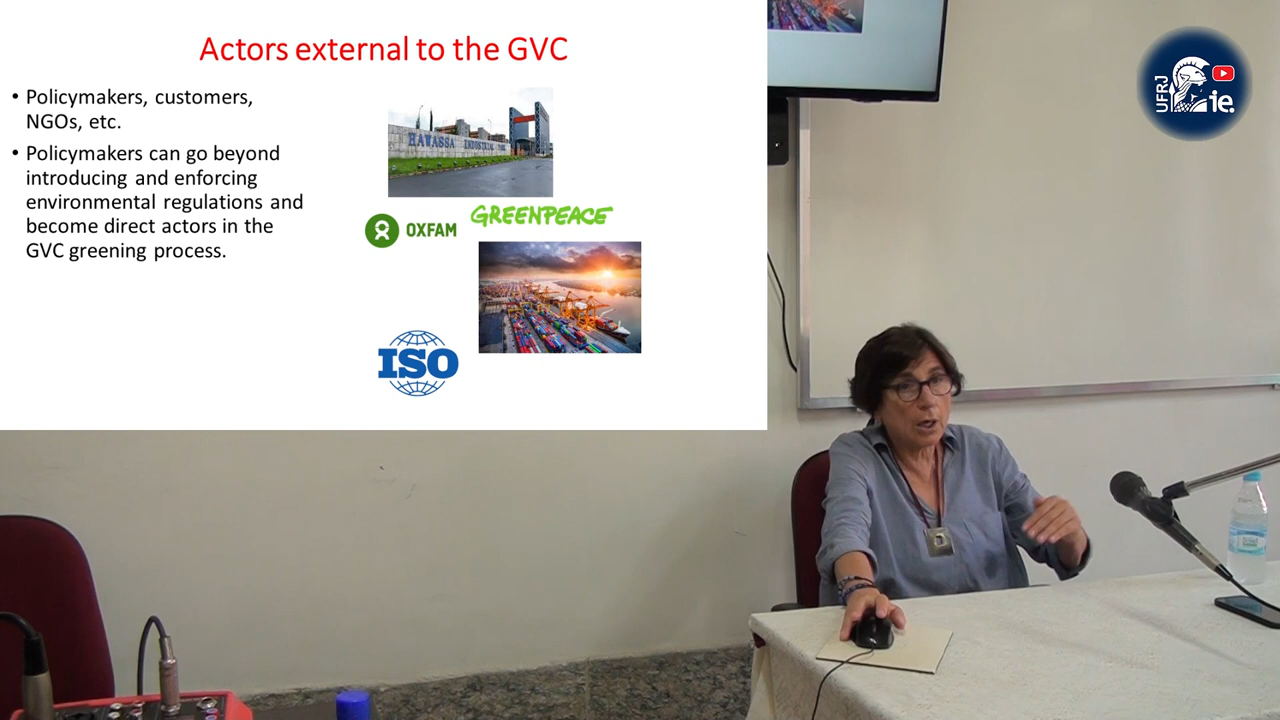 Actors external to the GVC
• Policymakers, customers,
NGOs, etc.
• Policymakers can go beyond
introducing and enforcing
environmental regulations and
become direct actors in the
GVC greening process.
HAWASSA INDUSTRIAL PARK
OXFAM
GREENPEACE
ISO
UFRJ
ie.